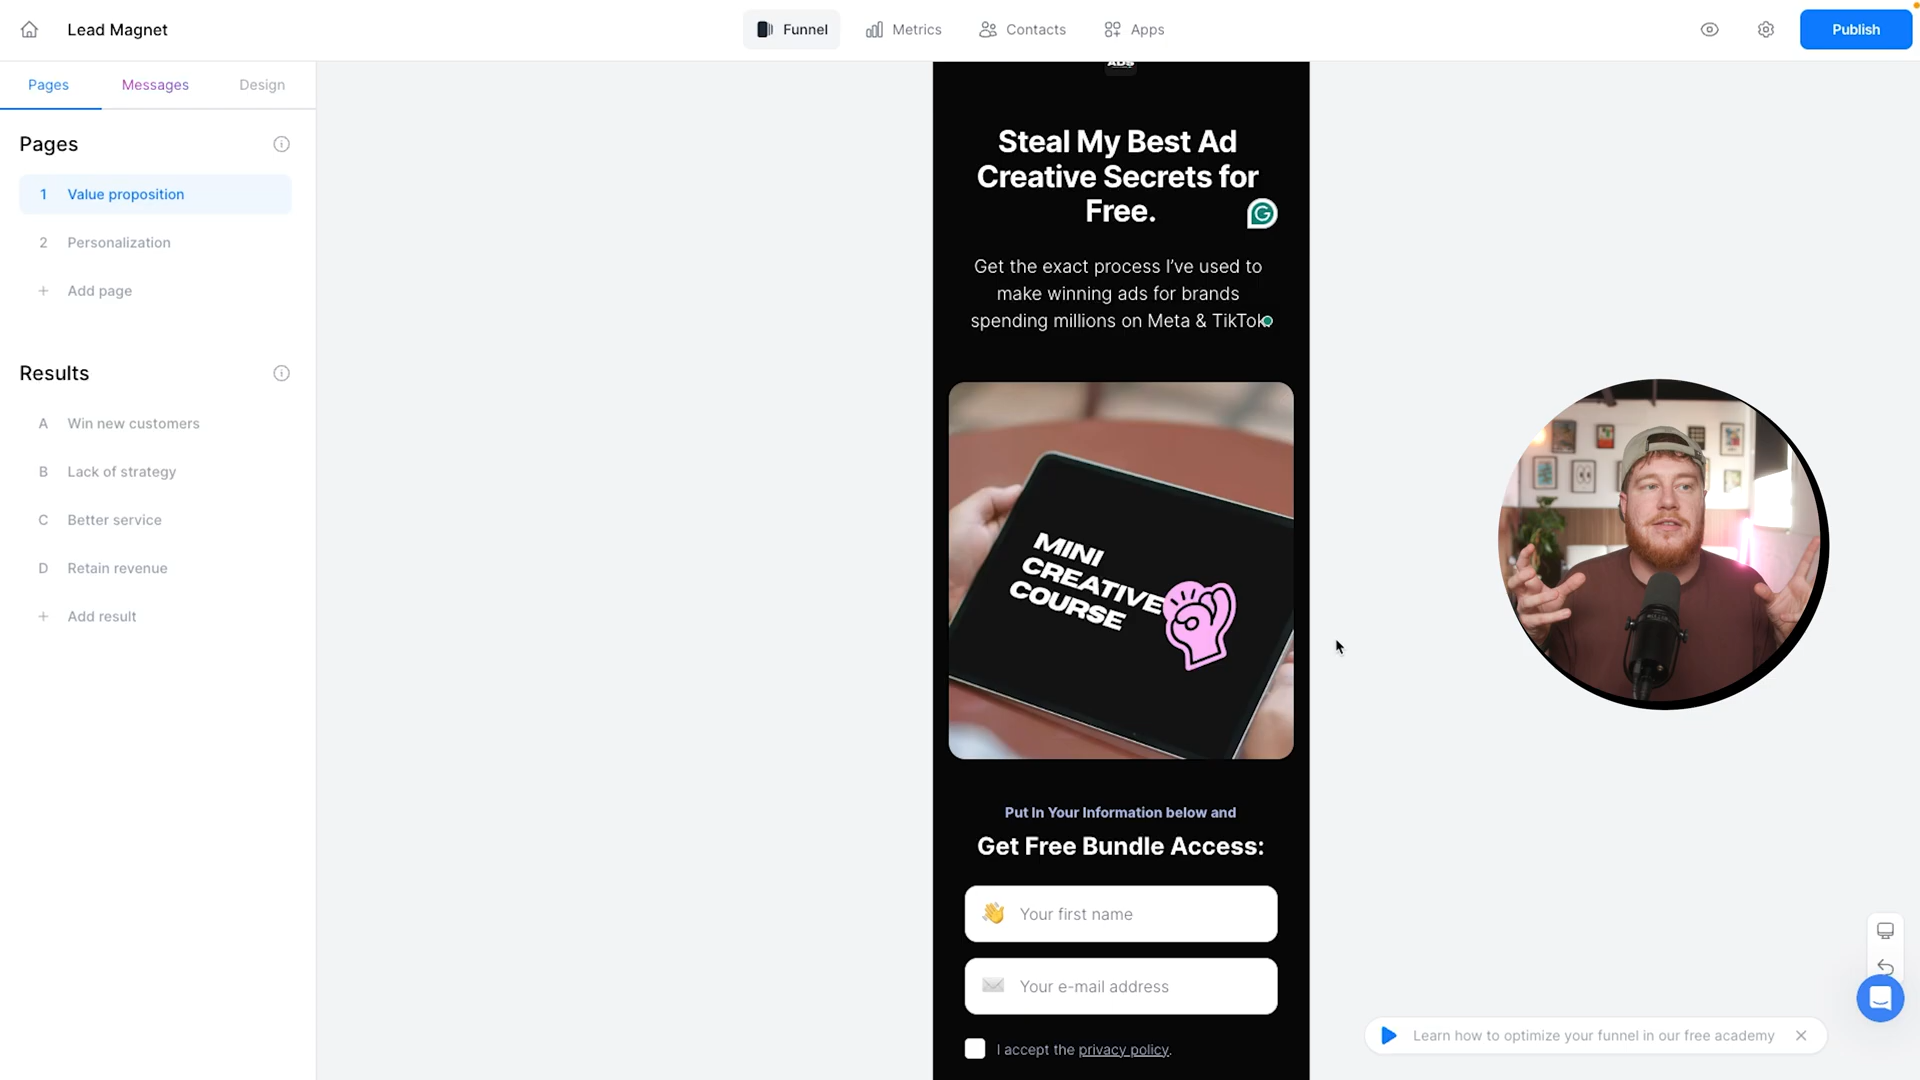 Lead Magnet
Funnel
Metrics
Contacts
Apps
Publish
Pages
Messages
Design
Pages
1 Value proposition
2 Personalization
+ Add page
Results
A Win new customers
B Lack of strategy
C Better service
D Retain revenue
+ Add result
ADS
Steal My Best Ad
Creative Secrets for
Free.
Get the exact process I’ve used to
make winning ads for brands
spending millions on Meta & TikTok.
MINI
CREATIVE
COURSE
Put In Your Information below and
Get Free Bundle Access:
Your first name
Your e-mail address
I accept the privacy policy.
Learn how to optimize your funnel in our free academy